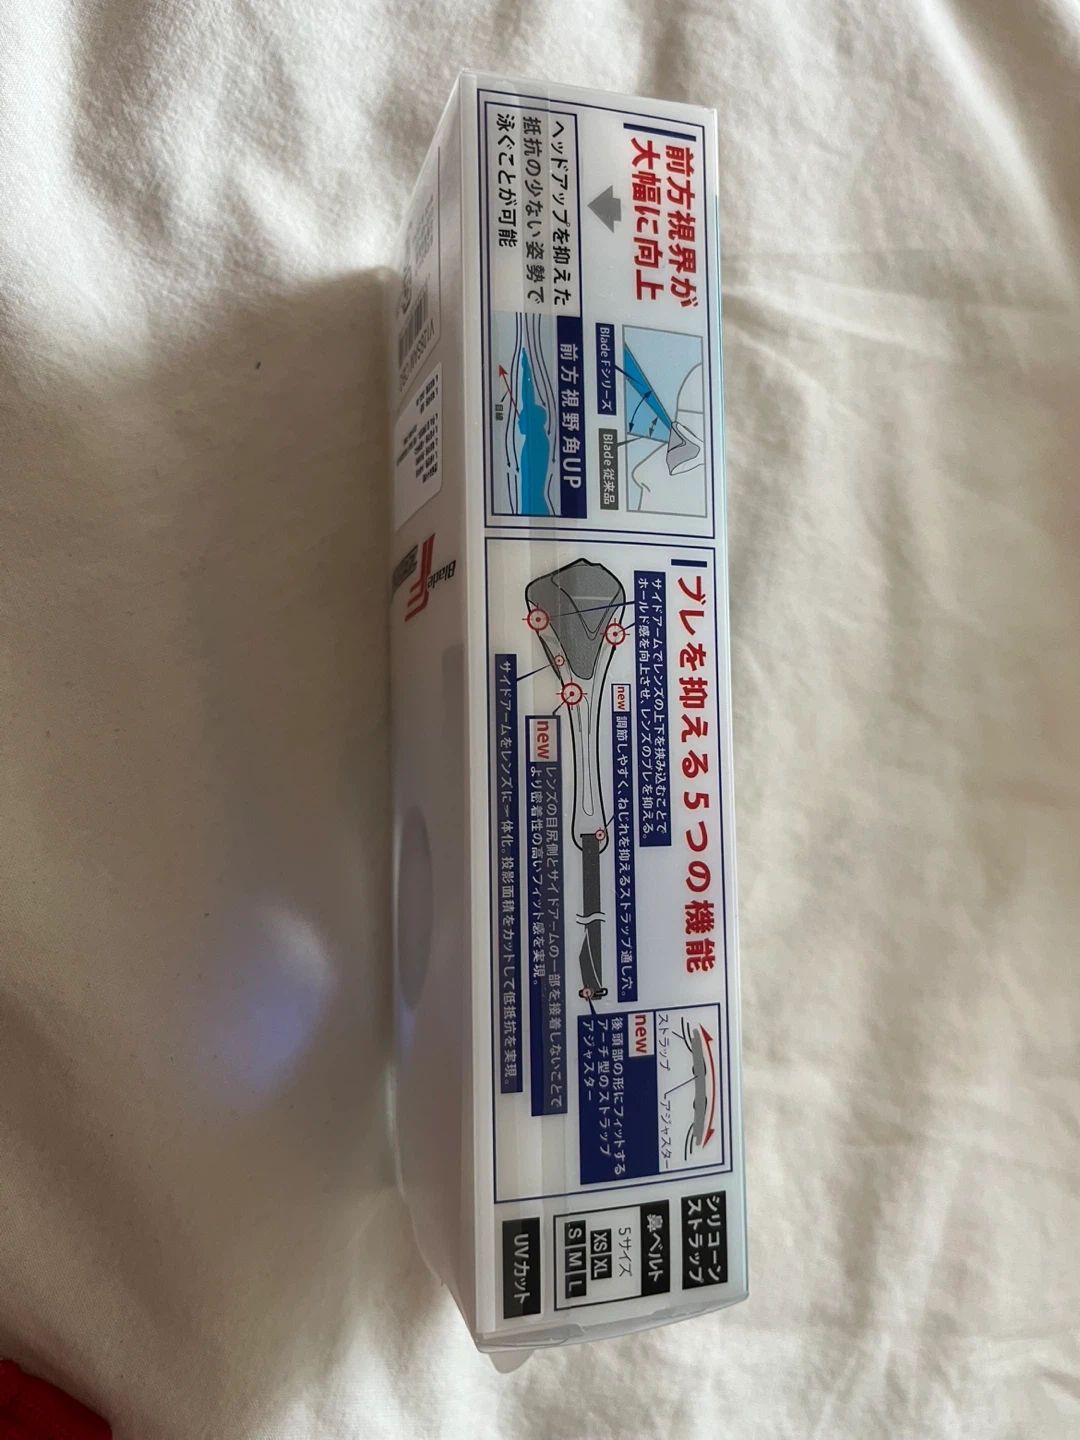 前方視界が
大幅に向上
ヘッドアップを抑えた
抵抗の少ない姿勢で
泳ぐことが可能
Blade Fシリーズ
Blade 従来品
前方視野角UP
目線
ブレを抑える5つの機能
サイドアームでレンズの上下を挟み込むことで
ホールド感を向上させ、レンズのブレを抑える。
new 調節しやすく、ねじれを抑えるストラップ通し穴。
new レンズの目尻側とサイドアームの一部を接着しないことで
より密着性の高いフィット感を実現。
サイドアームをレンズに一体化。投影面積をカットして低抵抗を実現。
ストラップ
アジャスター
new
後頭部の形にフィットする
アーチ型のストラップ
アジャスター
シリコーン
ストラップ
鼻ベルト
5サイズ
XS XL
S M L
UVカット
Blade